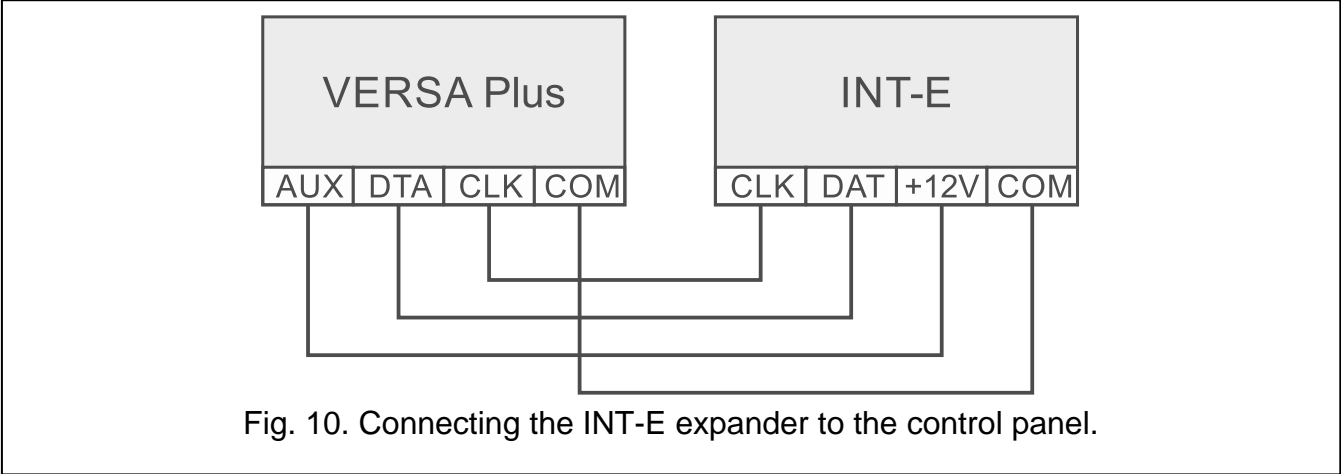 VERSA Plus
INT-E
AUX DTA CLK COM
CLK DAT +12V COM
Fig. 10. Connecting the INT-E expander to the control panel.